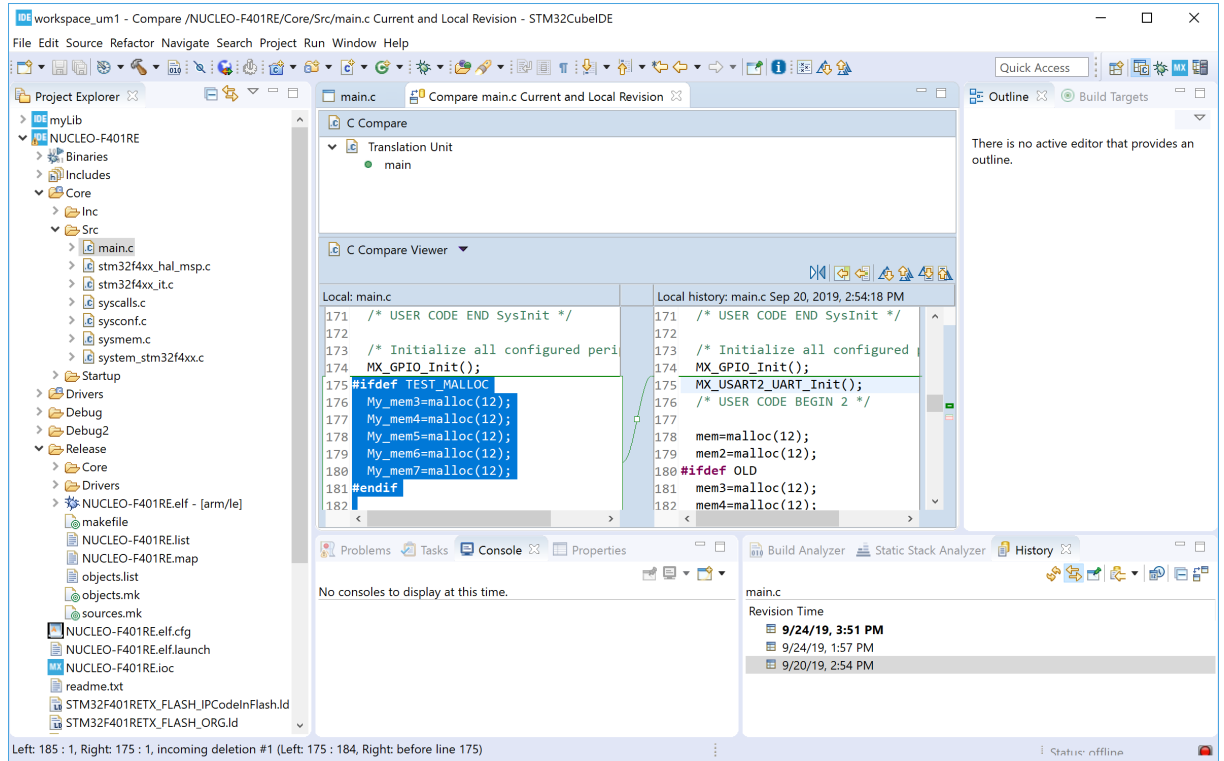 IDE workspace_um1 - Compare /NUCLEO-F401RE/Core/Src/main.c Current and Local Revision - STM32CubeIDE
File Edit Source Refactor Navigate Search Project Run Window Help
Quick Access
MX
Project Explorer
IDE myLib
IDE NUCLEO-F401RE
Binaries
Includes
Core
Inc
Src
main.c
stm32f4xx_hal_msp.c
stm32f4xx_it.c
syscalls.c
sysconf.c
sysmem.c
system_stm32f4xx.c
Startup
Drivers
Debug
Debug2
Release
Core
Drivers
NUCLEO-F401RE.elf - [arm/le]
makefile
NUCLEO-F401RE.list
NUCLEO-F401RE.map
objects.list
objects.mk
sources.mk
NUCLEO-F401RE.elf.cfg
NUCLEO-F401RE.elf.launch
MX NUCLEO-F401RE.ioc
readme.txt
STM32F401RETX_FLASH_IPCodeInFlash.ld
STM32F401RETX_FLASH_ORG.ld
main.c
Compare main.c Current and Local Revision
C Compare
Translation Unit
main
C Compare Viewer
Local: main.c
171 /* USER CODE END SysInit */
172
173 /* Initialize all configured peri
174 MX_GPIO_Init();
175 #ifdef TEST_MALLOC
176 My_mem3=malloc(12);
177 My_mem4=malloc(12);
178 My_mem5=malloc(12);
179 My_mem6=malloc(12);
180 My_mem7=malloc(12);
181 #endif
182
Local history: main.c Sep 20, 2019, 2:54:18 PM
171 /* USER CODE END SysInit */
172
173 /* Initialize all configured p
174 MX_GPIO_Init();
175 MX_USART2_UART_Init();
176 /* USER CODE BEGIN 2 */
177
178 mem=malloc(12);
179 mem2=malloc(12);
180 #ifdef OLD
181 mem3=malloc(12);
182 mem4=malloc(12);
Outline
Build Targets
There is no active editor that provides an
outline.
Problems
Tasks
Console
Properties
No consoles to display at this time.
Build Analyzer
Static Stack Analyzer
History
main.c
Revision Time
9/24/19, 3:51 PM
9/24/19, 1:57 PM
9/20/19, 2:54 PM
Left: 185 : 1, Right: 175 : 1, incoming deletion #1 (Left: 175 : 184, Right: before line 175)
Status: offline